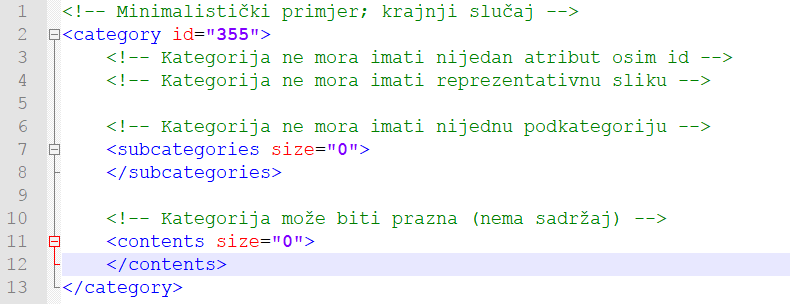 1 <!-- Minimalistički primjer; krajnji slučaj -->
2 <category id="355">
3 <!-- Kategorija ne mora imati nijedan atribut osim id -->
4 <!-- Kategorija ne mora imati reprezentativnu sliku -->
5
6 <!-- Kategorija ne mora imati nijednu podkategoriju -->
7 <subcategories size="0">
8 </subcategories>
9
10 <!-- Kategorija može biti prazna (nema sadržaj) -->
11 <contents size="0">
12 </contents>
13 </category>